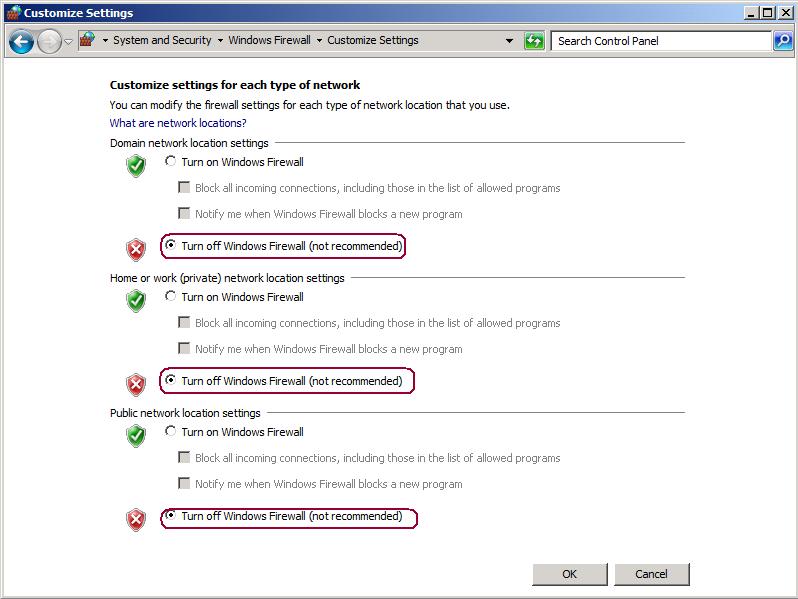 Customize Settings
System and Security Windows Firewall Customize Settings Search Control Panel
Customize settings for each type of network
You can modify the firewall settings for each type of network location that you use.
What are network locations?
Domain network location settings
Turn on Windows Firewall
Block all incoming connections, including those in the list of allowed programs
Notify me when Windows Firewall blocks a new program
Turn off Windows Firewall (not recommended)
Home or work (private) network location settings
Turn on Windows Firewall
Block all incoming connections, including those in the list of allowed programs
Notify me when Windows Firewall blocks a new program
Turn off Windows Firewall (not recommended)
Public network location settings
Turn on Windows Firewall
Block all incoming connections, including those in the list of allowed programs
Notify me when Windows Firewall blocks a new program
Turn off Windows Firewall (not recommended)
OK Cancel